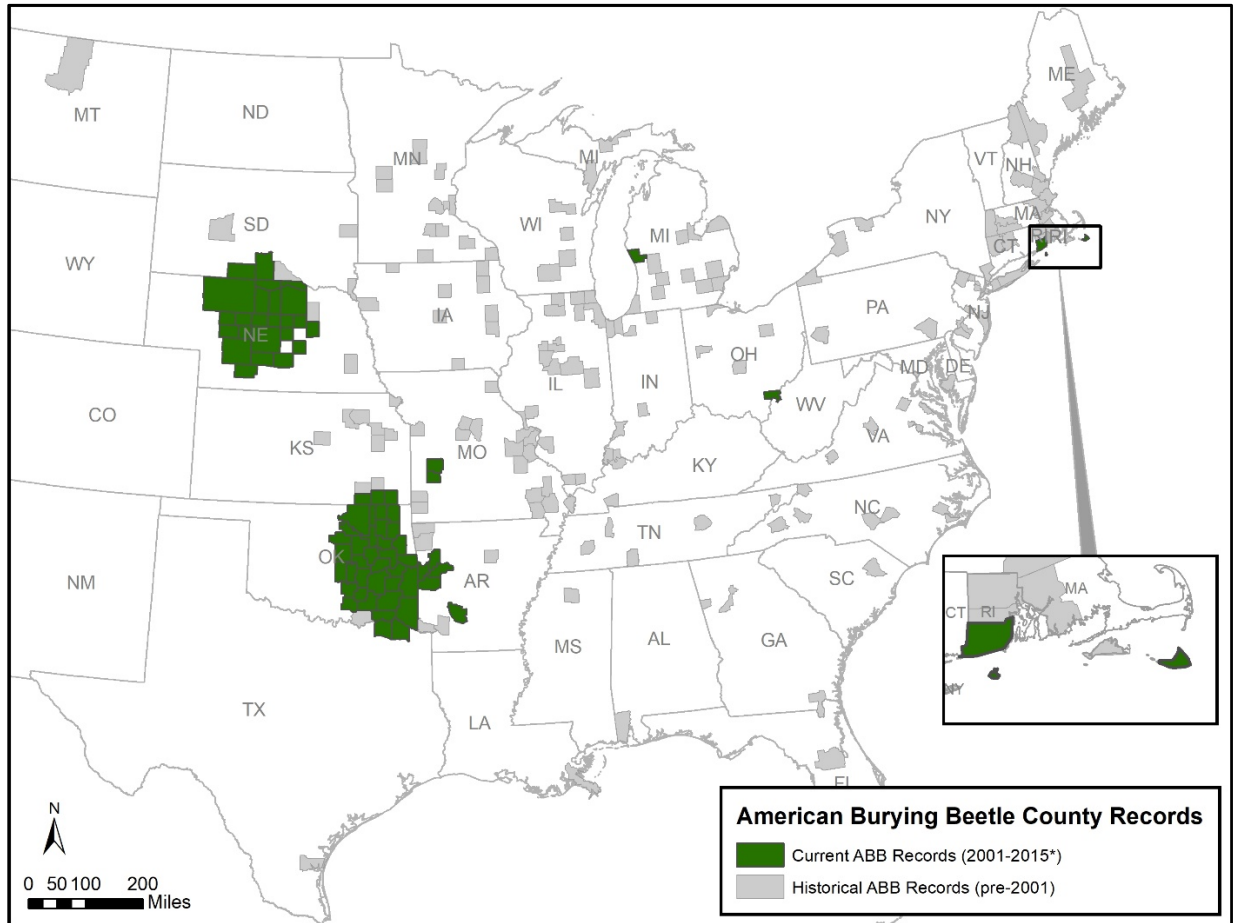 ME
MT
ND
MN
MI
VT
NH
SD
WI
MI
NY
MA
CT
RI
RI
WY
IA
PA
NJ
NE
OH
MD
DE
IL
IN
WV
CO
VA
KS
MO
KY
NC
TN
OK
AR
SC
NM
MS
AL
GA
TX
LA
FL
MA
CT
RI
NY
American Burying Beetle County Records
Current ABB Records (2001-2015*)
Historical ABB Records (pre-2001)
N
0 50 100 200
Miles